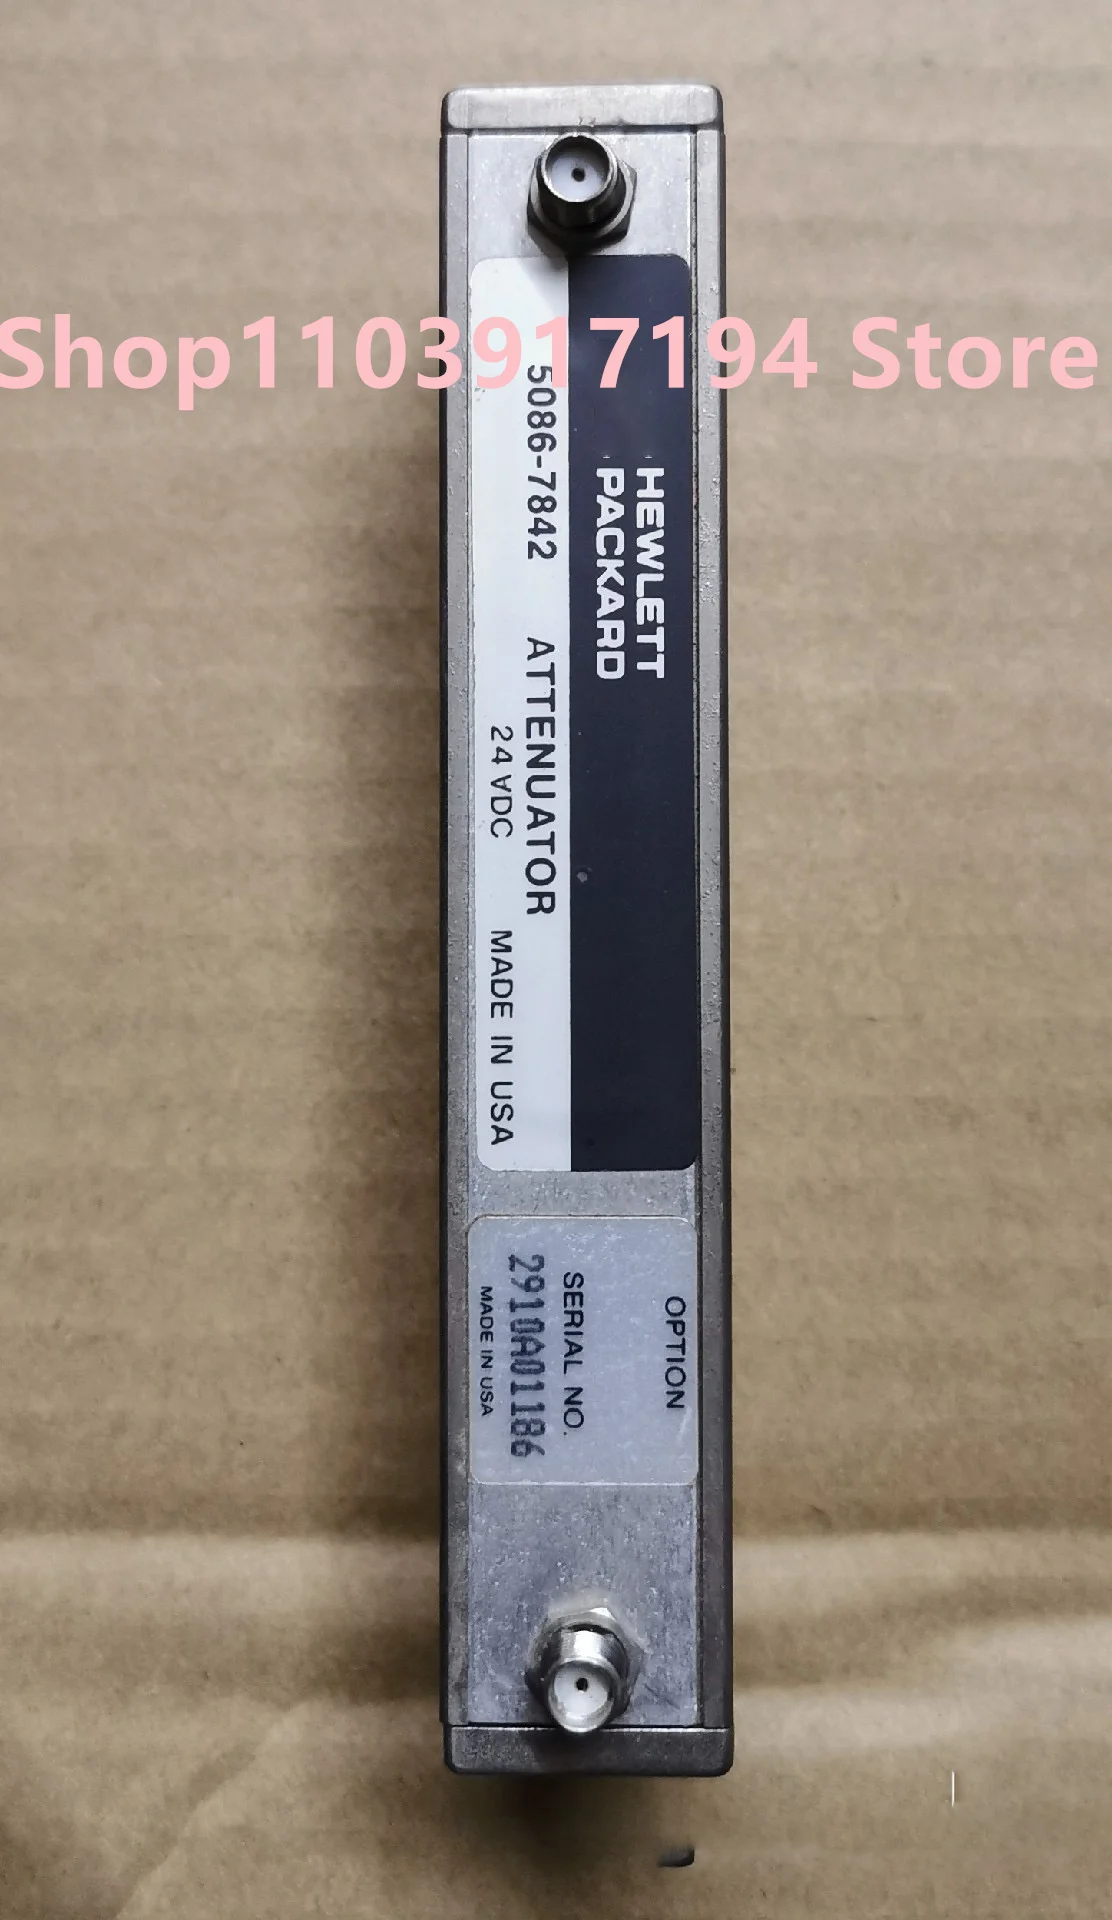 Shop1103917194 Store
HEWLETT
PACKARD
5086-7842 ATTENUATOR
24 VDC MADE IN USA
OPTION
SERIAL NO.
2910A01186
MADE IN USA